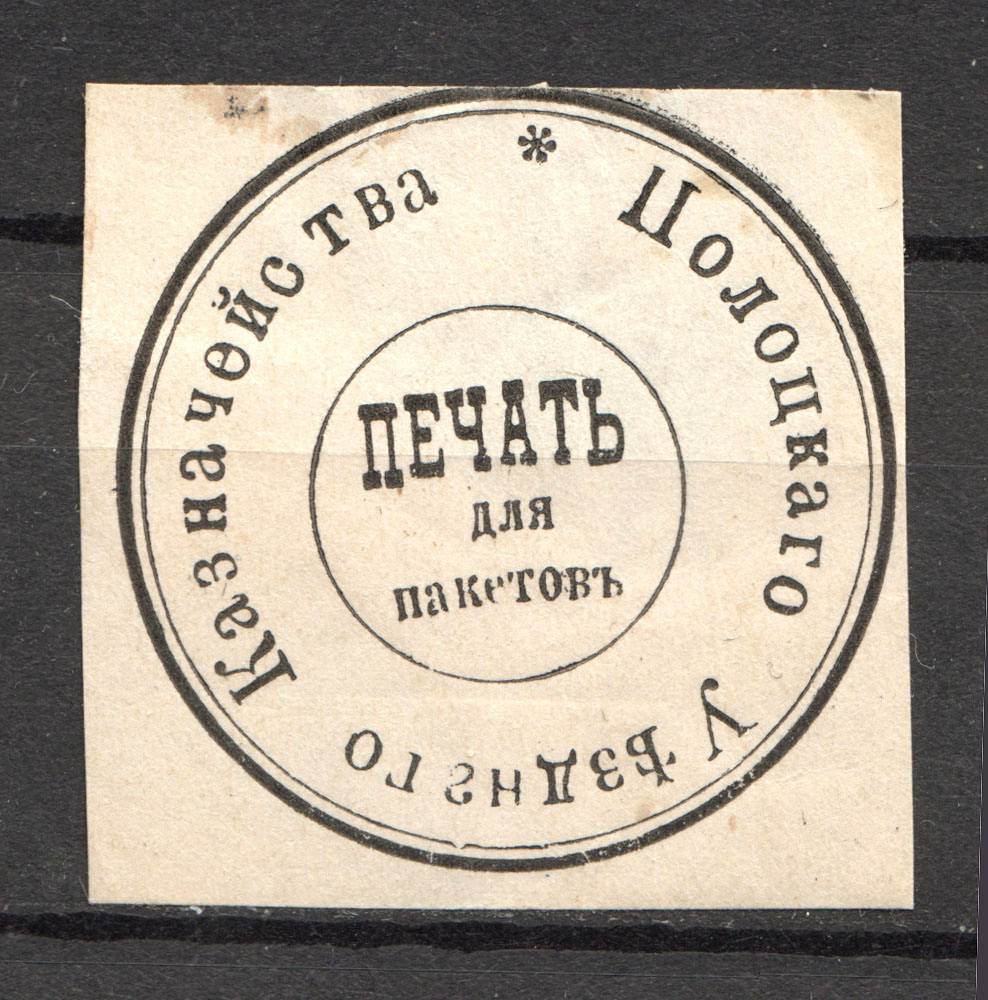 * Полоцкаго Уѣзднаго Казначейства
ПЕЧАТЬ
для
пакетовъ